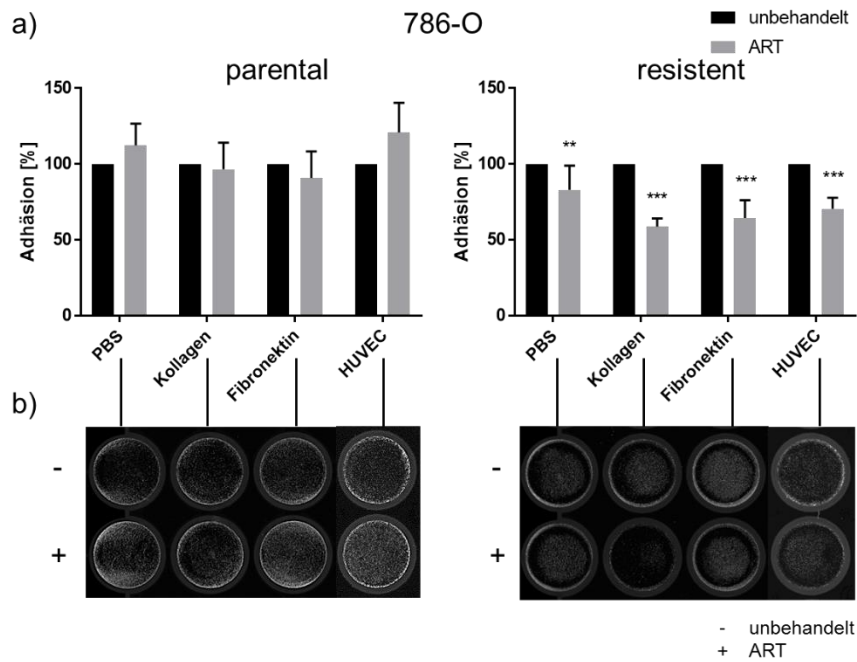 a)
786-O
unbehandelt
ART
parental
resistent
Adhäsion [%]
150
100
50
0
PBS
Kollagen
Fibronektin
HUVEC
Adhäsion [%]
150
100
50
0
**
***
***
***
PBS
Kollagen
Fibronektin
HUVEC
b)
-
+
-
+
- unbehandelt
+ ART